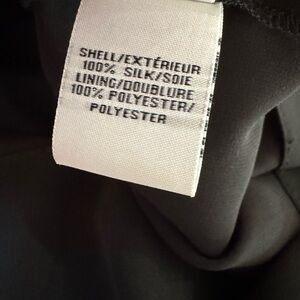 SHELL/EXTÉRIEUR
100% SILK/SOIE
LINING/DOUBLURE
100% POLYESTER/
POLYESTER